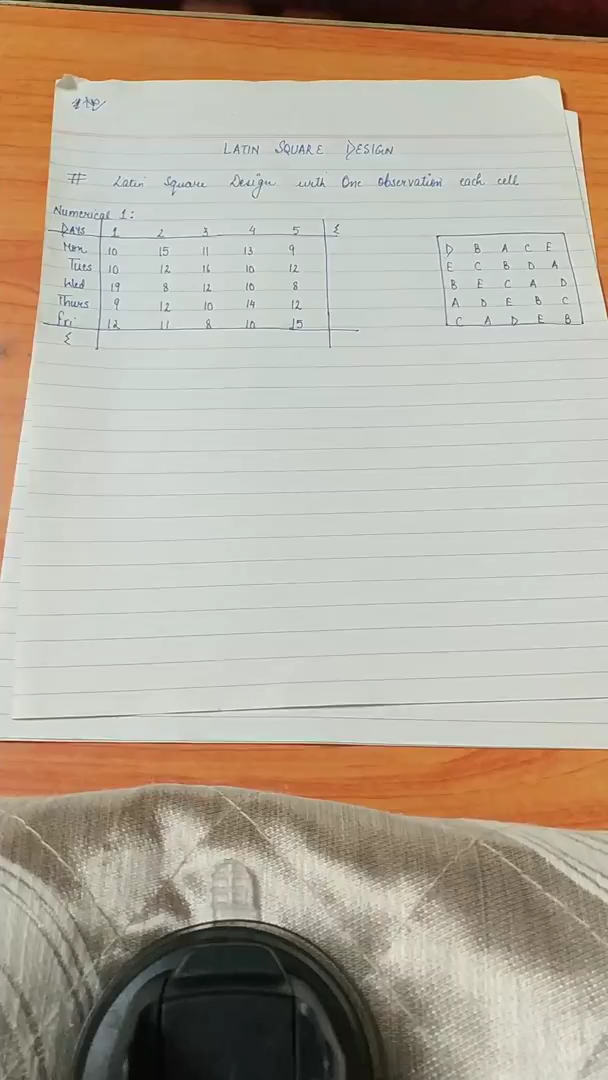 LATIN SQUARE DESIGN
# Latin Square Design with One observation each cell
Numerical 1:
DAYS 1 2 3 4 5 Σ
Mon 10 15 11 13 9
Tues 10 12 16 10 12
Wed 19 8 12 10 8
Thurs 9 12 10 14 12
Fri 12 11 8 10 15
Σ
D B A C E
E C B D A
B E C A D
A D E B C
C A D E B